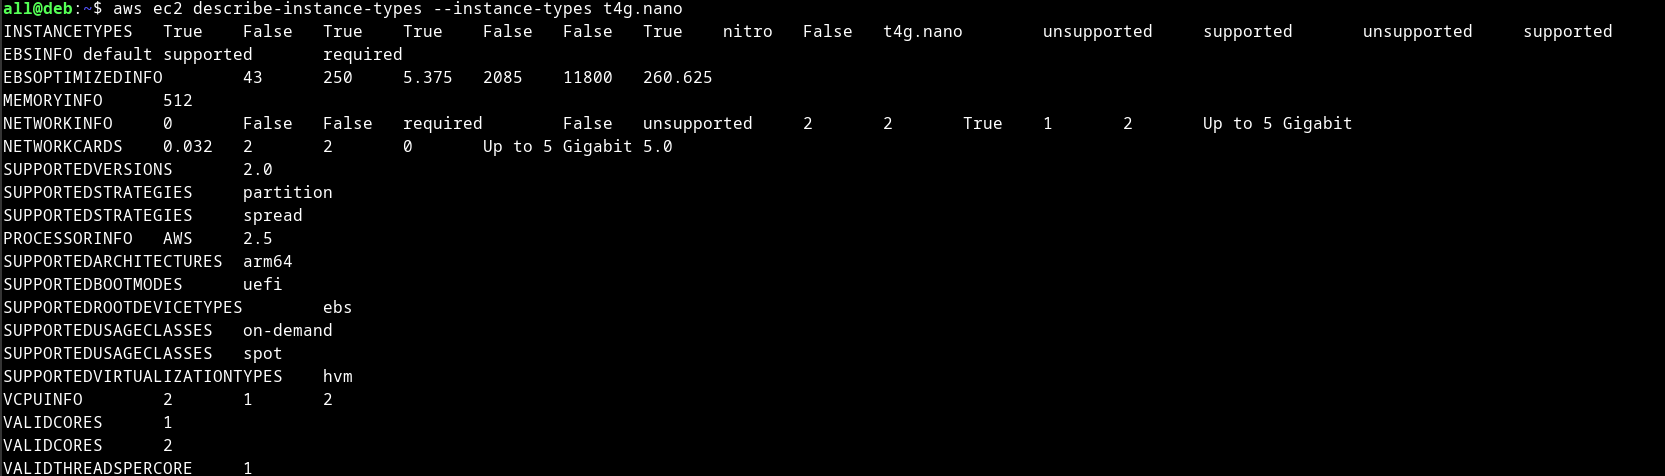 all@deb:~$ aws ec2 describe-instance-types --instance-types t4g.nano
INSTANCETYPES   True    False   True    True    False   False   True    nitro   False   t4g.nano        unsupported     supported       unsupported     supported
EBSINFO default supported       required
EBSOPTIMIZEDINFO        43      250     5.375   2085    11800   260.625
MEMORYINFO      512
NETWORKINFO     0       False   False   required        False   unsupported     2       2       True    1       2       Up to 5 Gigabit
NETWORKCARDS    0.032   2       2       0       Up to 5 Gigabit 5.0
SUPPORTEDVERSIONS       2.0
SUPPORTEDSTRATEGIES     partition
SUPPORTEDSTRATEGIES     spread
PROCESSORINFO   AWS     2.5
SUPPORTEDARCHITECTURES  arm64
SUPPORTEDBOOTMODES      uefi
SUPPORTEDROOTDEVICETYPES        ebs
SUPPORTEDUSAGECLASSES   on-demand
SUPPORTEDUSAGECLASSES   spot
SUPPORTEDVIRTUALIZATIONTYPES    hvm
VCPUINFO        2       1       2
VALIDCORES      1
VALIDCORES      2
VALIDTHREADSPERCORE     1